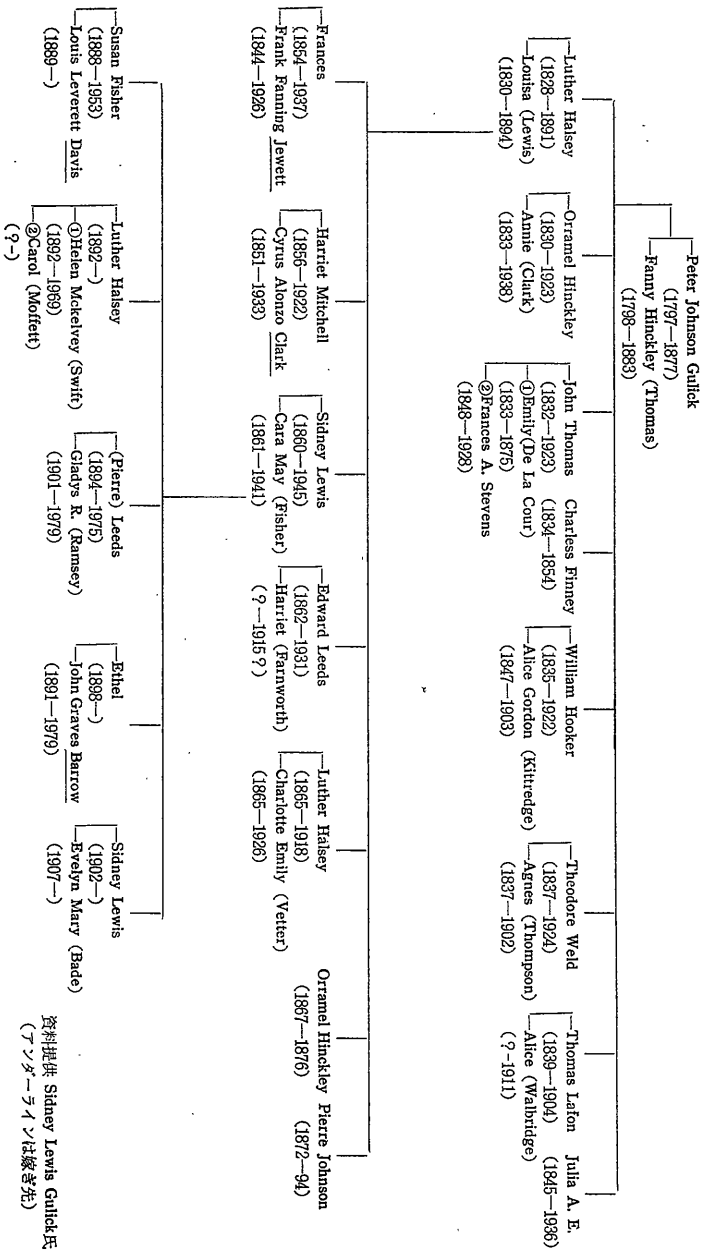 Peter Johnson Gulick
(1797—1877)
Fanny Hinckley (Thomas)
(1798—1883)
Luther Halsey
(1828—1891)
Louisa (Lewis)
(1830—1894)
Orramel Hinckley
(1830—1923)
Annie (Clark)
(1833—1938)
John Thomas
(1832—1923)
①Emily(De La Cour)
(1833—1875)
②Frances A. Stevens
(1848—1928)
Charless Finney
(1834—1854)
William Hooker
(1835—1922)
Alice Gordon (Kittredge)
(1847—1903)
Theodore Weld
(1837—1924)
Agnes (Thompson)
(1837—1902)
Thomas Lafon
(1839—1904)
Alice (Walbridge)
(?-1911)
Julia A. E.
(1845—1936)
Frances
(1854—1937)
Frank Fanning Jewett
(1844—1926)
Harriet Mitchell
(1856—1922)
Cyrus Alonzo Clark
(1851—1933)
Sidney Lewis
(1860—1945)
Cara May (Fisher)
(1861—1941)
Edward Leeds
(1862—1931)
Harriet (Farnworth)
(?—1915?)
Luther Halsey
(1865—1918)
Charlotte Emily (Vetter)
(1865—1926)
Orramel Hinckley
(1867—1876)
Pierre Johnson
(1872—94)
Susan Fisher
(1888—1953)
Louis Leverett Davis
(1889—)
Luther Halsey
(1892—)
①Helen Mckelvey (Swift)
(1892—1969)
②Carol (Moffett)
(?-)
(Pierre) Leeds
(1894—1975)
Gladys R. (Ramsey)
(1901—1979)
Ethel
(1898—)
John Graves Barrow
(1891—1979)
Sidney Lewis
(1902—)
Evelyn Mary (Bade)
(1907—)
資料提供 Sidney Lewis Gulick氏
(アンダーラインは嫁ぎ先)